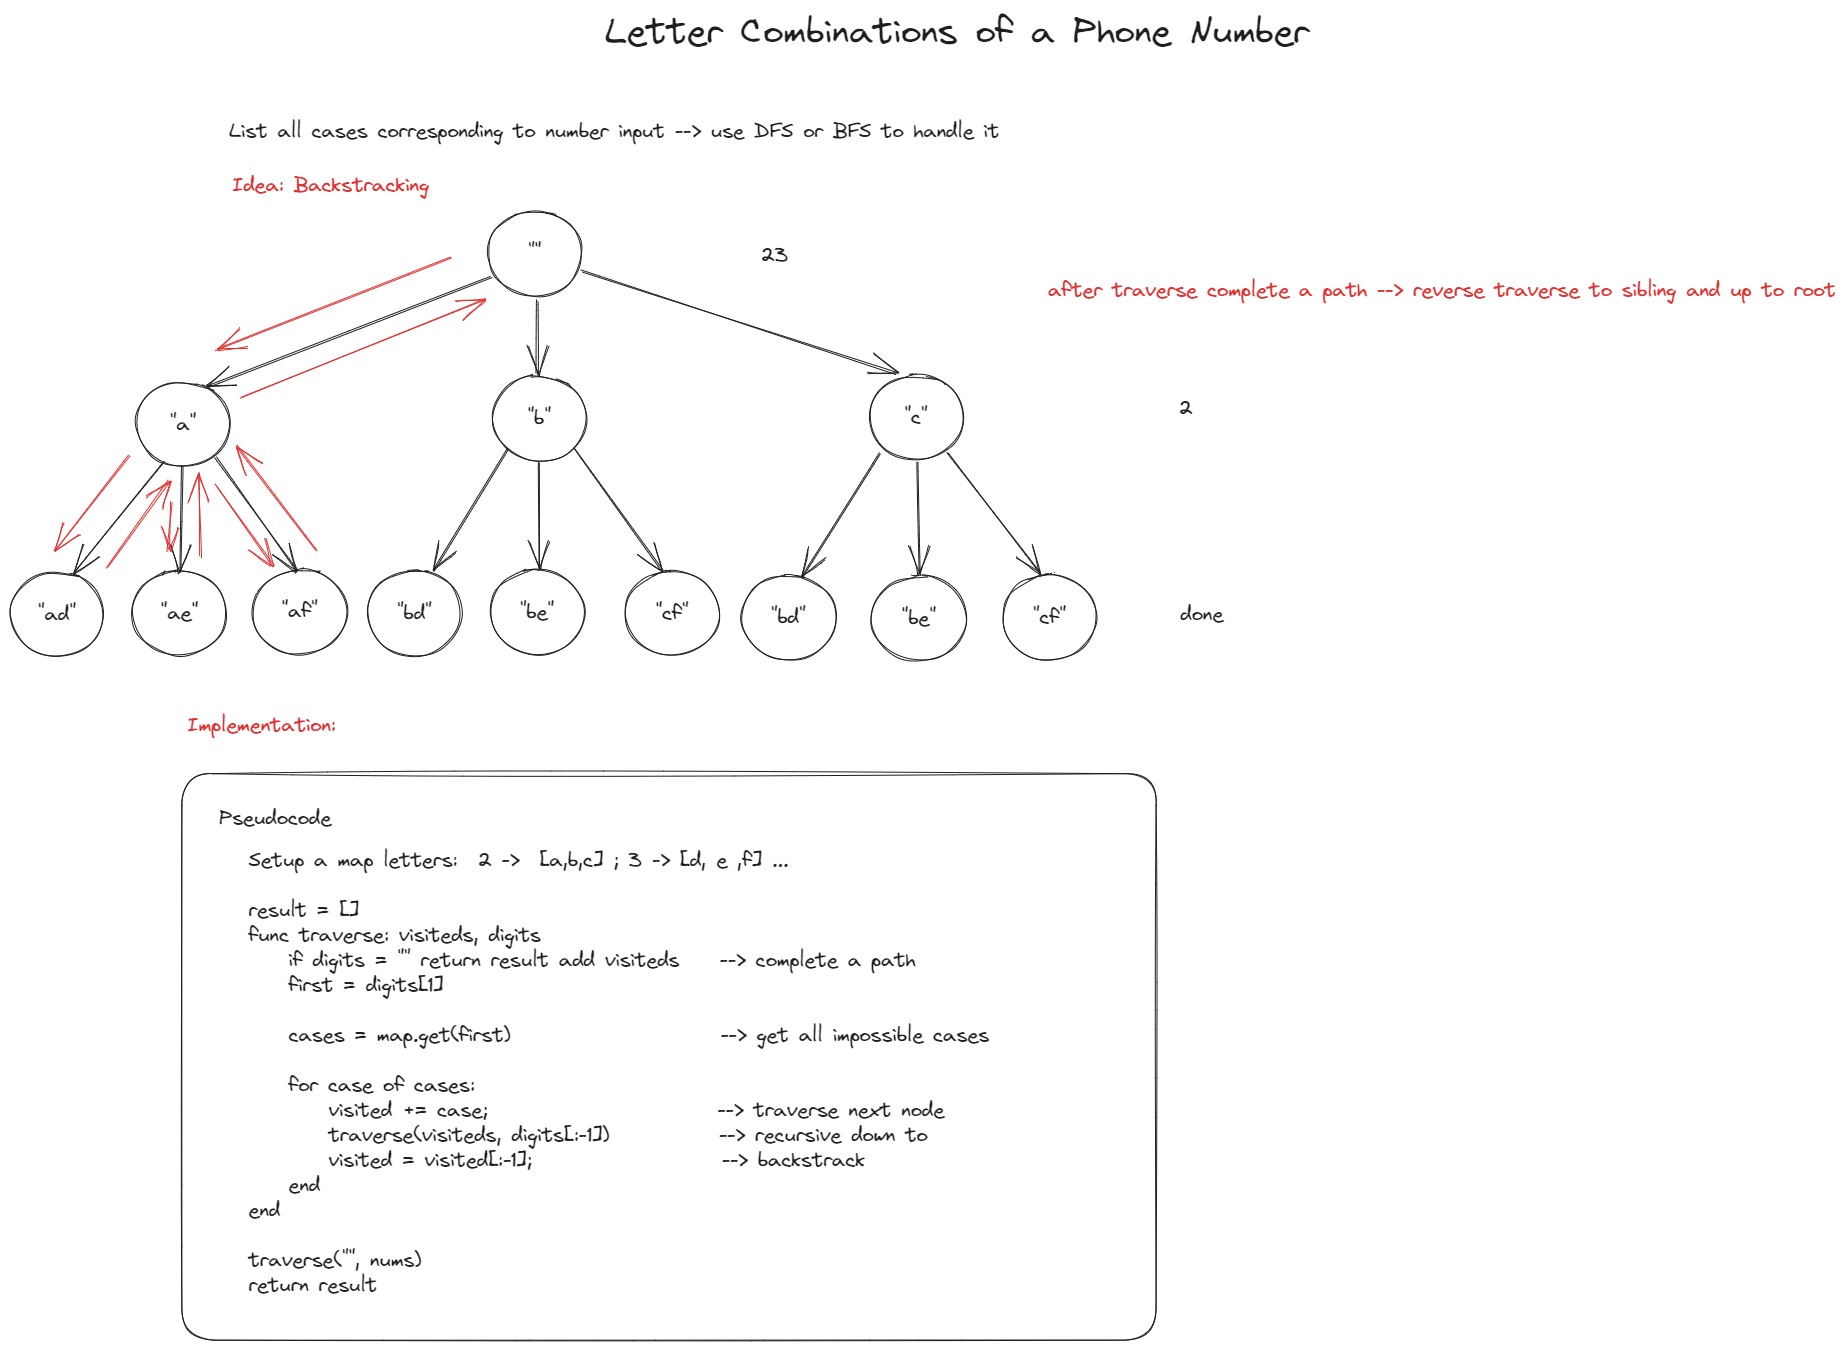 Letter Combinations of a Phone Number
List all cases corresponding to number input --> use DFS or BFS to handle it
Idea: Backstracking
""
23
after traverse complete a path --> reverse traverse to sibling and up to root
"a"
"b"
"c"
2
"ad"
"ae"
"af"
"bd"
"be"
"cf"
"bd"
"be"
"cf"
done
Implementation:
Pseudocode
Setup a map letters: 2 -> [a,b,c] ; 3 -> [d, e ,f] ...
result = []
func traverse: visiteds, digits
if digits = "" return result add visiteds --> complete a path
first = digits[1]
cases = map.get(first) --> get all impossible cases
for case of cases:
visited += case; --> traverse next node
traverse(visiteds, digits[:-1]) --> recursive down to
visited = visited[:-1]; --> backstrack
end
end
traverse("", nums)
return result